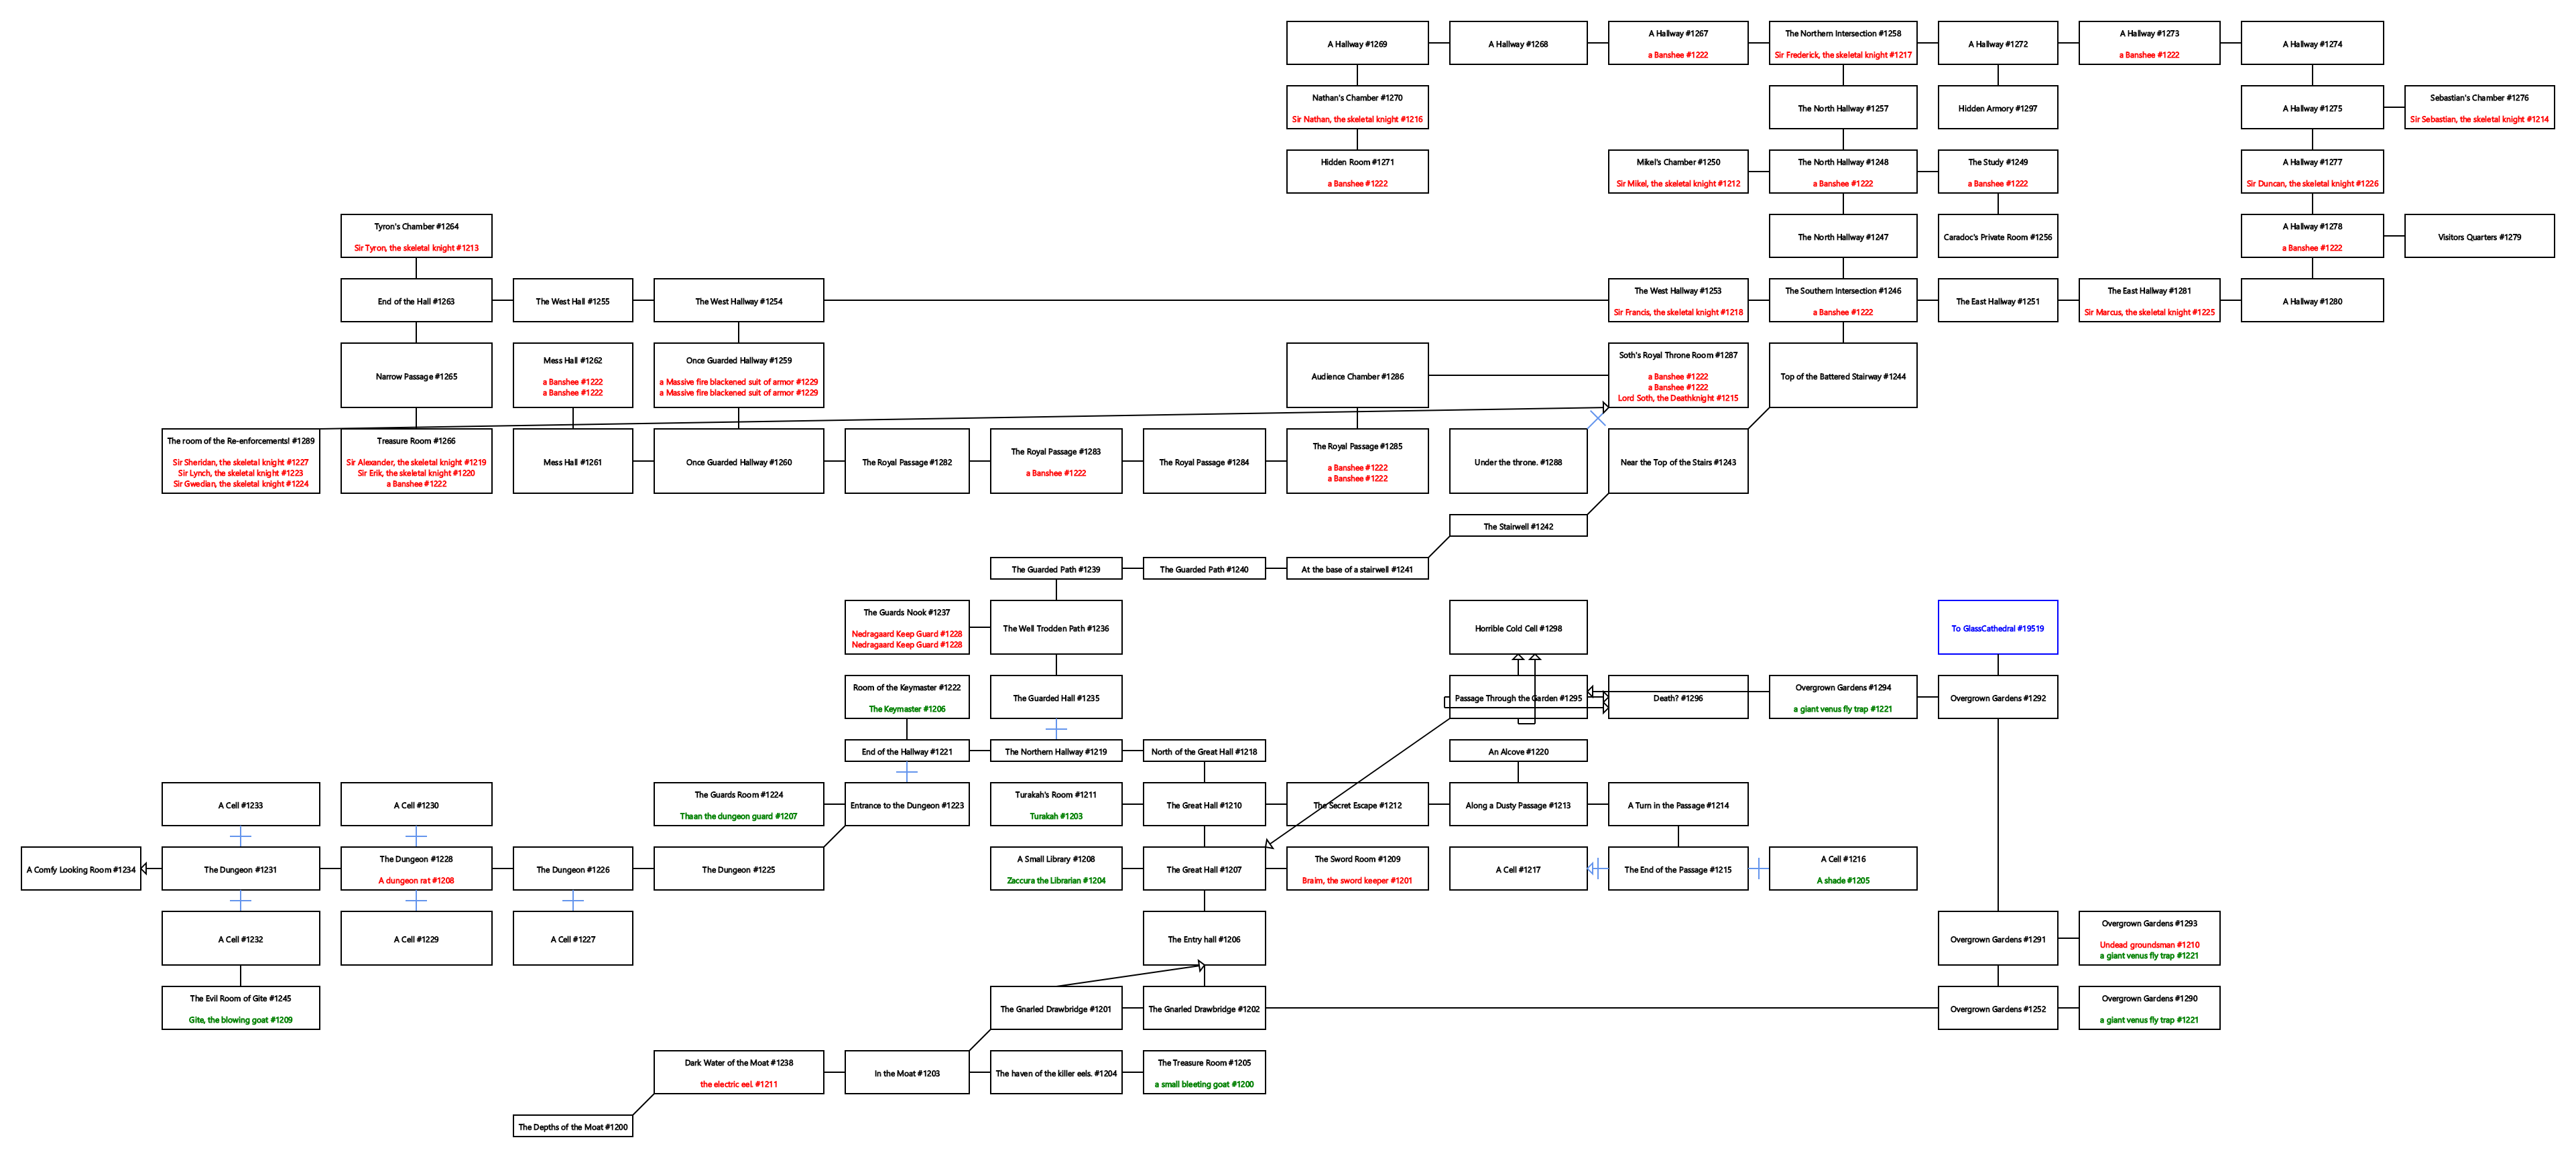 A Hallway #1269
A Hallway #1268
A Hallway #1267
a Banshee #1222
The Northern Intersection #1258
Sir Frederick, the skeletal knight #1217
A Hallway #1272
A Hallway #1273
a Banshee #1222
A Hallway #1274
Nathan's Chamber #1270
Sir Nathan, the skeletal knight #1216
The North Hallway #1257
Hidden Armory #1297
A Hallway #1275
Sebastian's Chamber #1276
Sir Sebastian, the skeletal knight #1214
Hidden Room #1271
a Banshee #1222
Mikel's Chamber #1250
Sir Mikel, the skeletal knight #1212
The North Hallway #1248
a Banshee #1222
The Study #1249
a Banshee #1222
A Hallway #1277
Sir Duncan, the skeletal knight #1226
Tyron's Chamber #1264
Sir Tyron, the skeletal knight #1213
The North Hallway #1247
Caradoc's Private Room #1256
A Hallway #1278
a Banshee #1222
Visitors Quarters #1279
End of the Hall #1263
The West Hall #1255
The West Hallway #1254
The West Hallway #1253
Sir Francis, the skeletal knight #1218
The Southern Intersection #1246
a Banshee #1222
The East Hallway #1251
The East Hallway #1281
Sir Marcus, the skeletal knight #1225
A Hallway #1280
Narrow Passage #1265
Mess Hall #1262
a Banshee #1222
a Banshee #1222
Once Guarded Hallway #1259
a Massive fire blackened suit of armor #1229
a Massive fire blackened suit of armor #1229
Audience Chamber #1286
Soth's Royal Throne Room #1287
a Banshee #1222
a Banshee #1222
Lord Soth, the Deathknight #1215
Top of the Battered Stairway #1244
The room of the Re-enforcements! #1289
Sir Sheridan, the skeletal knight #1227
Sir Lynch, the skeletal knight #1223
Sir Gwedian, the skeletal knight #1224
Treasure Room #1266
Sir Alexander, the skeletal knight #1219
Sir Erik, the skeletal knight #1220
a Banshee #1222
Mess Hall #1261
Once Guarded Hallway #1260
The Royal Passage #1282
The Royal Passage #1283
a Banshee #1222
The Royal Passage #1284
The Royal Passage #1285
a Banshee #1222
a Banshee #1222
Under the throne. #1288
Near the Top of the Stairs #1243
The Stairwell #1242
The Guarded Path #1239
The Guarded Path #1240
At the base of a stairwell #1241
The Guards Nook #1237
Nedragaard Keep Guard #1228
Nedragaard Keep Guard #1228
The Well Trodden Path #1236
Horrible Cold Cell #1298
To GlassCathedral #19519
Room of the Keymaster #1222
The Keymaster #1206
The Guarded Hall #1235
Passage Through the Garden #1295
Death? #1296
Overgrown Gardens #1294
a giant venus fly trap #1221
Overgrown Gardens #1292
End of the Hallway #1221
The Northern Hallway #1219
North of the Great Hall #1218
An Alcove #1220
A Cell #1233
A Cell #1230
The Guards Room #1224
Thaan the dungeon guard #1207
Entrance to the Dungeon #1223
Turakah's Room #1211
Turakah #1203
The Great Hall #1210
The Secret Escape #1212
Along a Dusty Passage #1213
A Turn in the Passage #1214
A Comfy Looking Room #1234
The Dungeon #1231
The Dungeon #1228
A dungeon rat #1208
The Dungeon #1226
The Dungeon #1225
A Small Library #1208
Zaccura the Librarian #1204
The Great Hall #1207
The Sword Room #1209
Braim, the sword keeper #1201
A Cell #1217
The End of the Passage #1215
A Cell #1216
A shade #1205
A Cell #1232
A Cell #1229
A Cell #1227
The Entry hall #1206
Overgrown Gardens #1291
Overgrown Gardens #1293
Undead groundsman #1210
a giant venus fly trap #1221
The Evil Room of Gite #1245
Gite, the blowing goat #1209
The Gnarled Drawbridge #1201
The Gnarled Drawbridge #1202
Overgrown Gardens #1252
Overgrown Gardens #1290
a giant venus fly trap #1221
Dark Water of the Moat #1238
the electric eel. #1211
In the Moat #1203
The haven of the killer eels. #1204
The Treasure Room #1205
a small bleeting goat #1200
The Depths of the Moat #1200